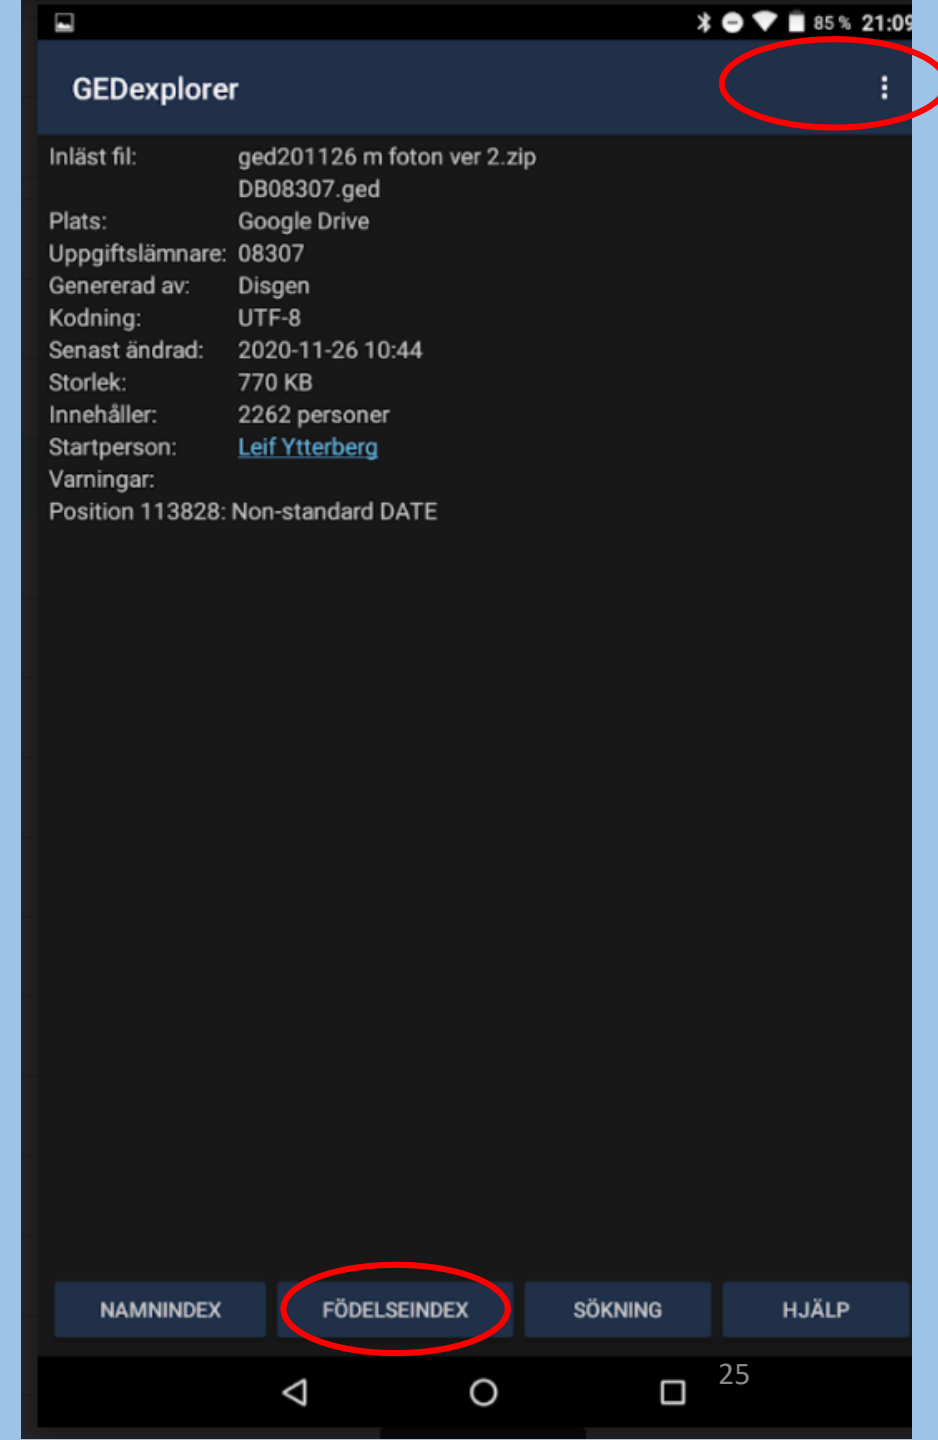 85 % 21:09
GEDexplorer
Inläst fil: ged201126 m foton ver 2.zip
DB08307.ged
Plats: Google Drive
Uppgiftslämnare: 08307
Genererad av: Disgen
Kodning: UTF-8
Senast ändrad: 2020-11-26 10:44
Storlek: 770 KB
Innehåller: 2262 personer
Startperson: Leif Ytterberg
Varningar:
Position 113828: Non-standard DATE
NAMNINDEX FÖDELSEINDEX SÖKNING HJÄLP
25